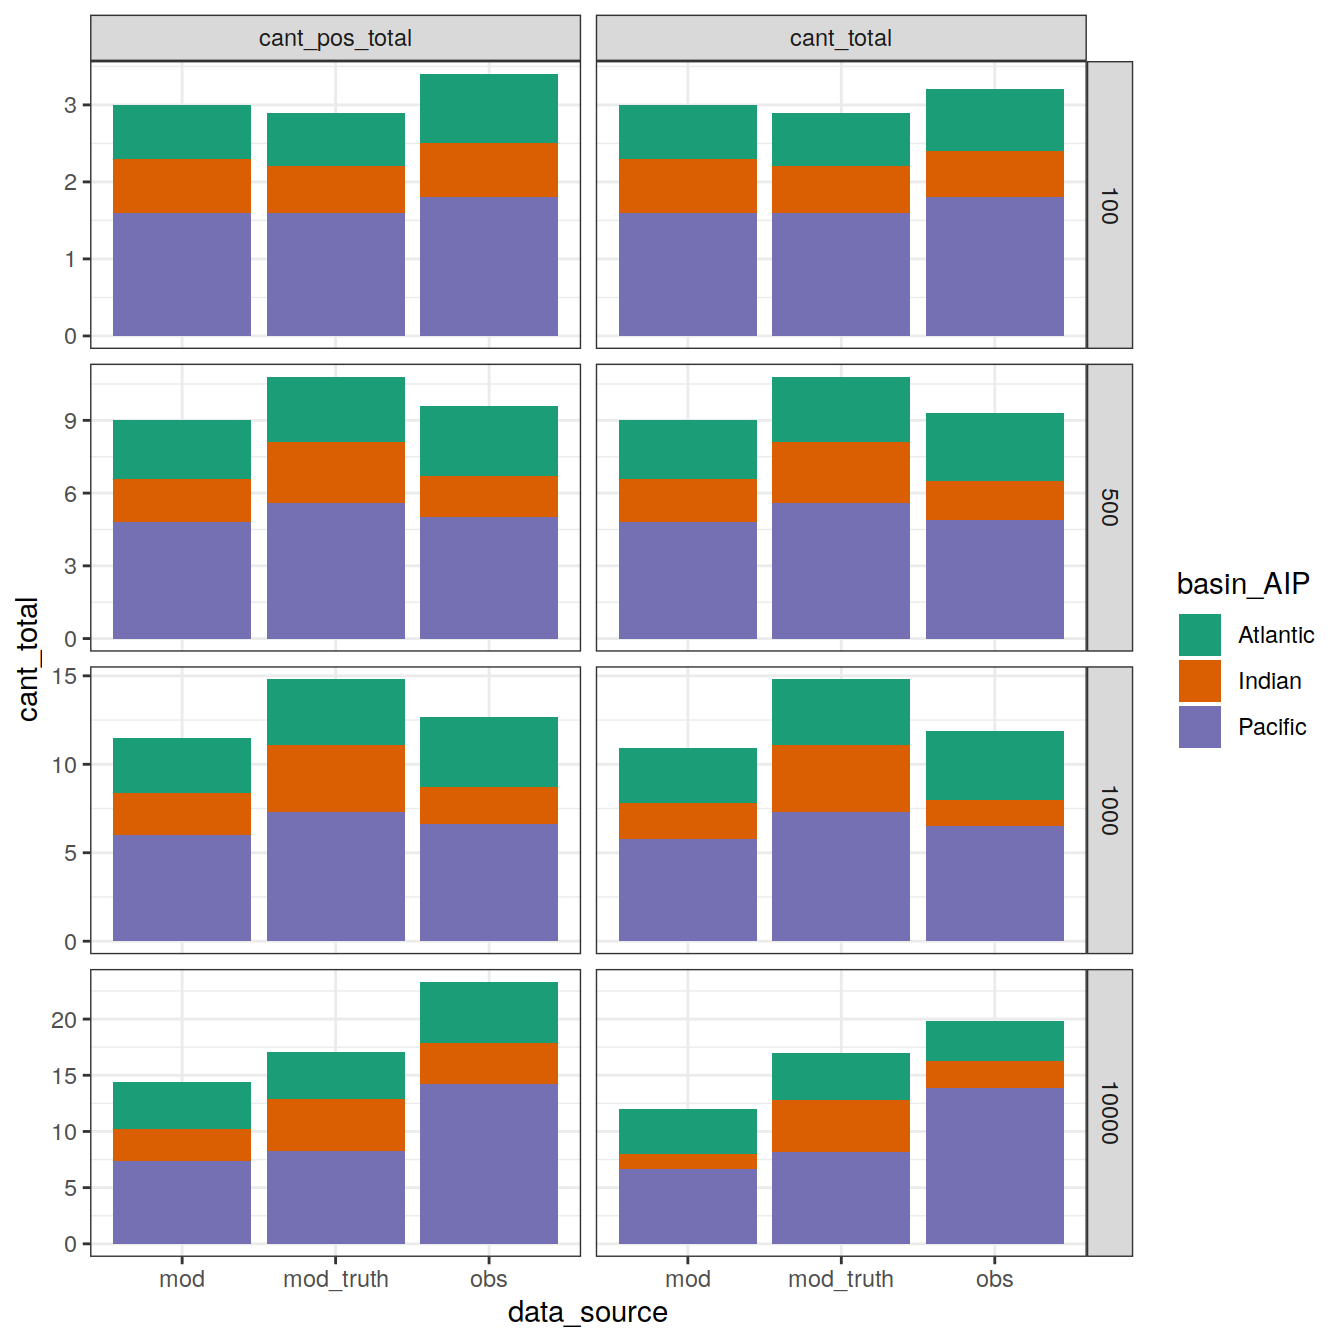 cant_pos_total
cant_total
3
2
1
0
100
9
6
3
0
500
15
10
5
0
1000
20
15
10
5
0
10000
mod
mod_truth
obs
mod
mod_truth
obs
data_source
cant_total
basin_AIP
Atlantic
Indian
Pacific